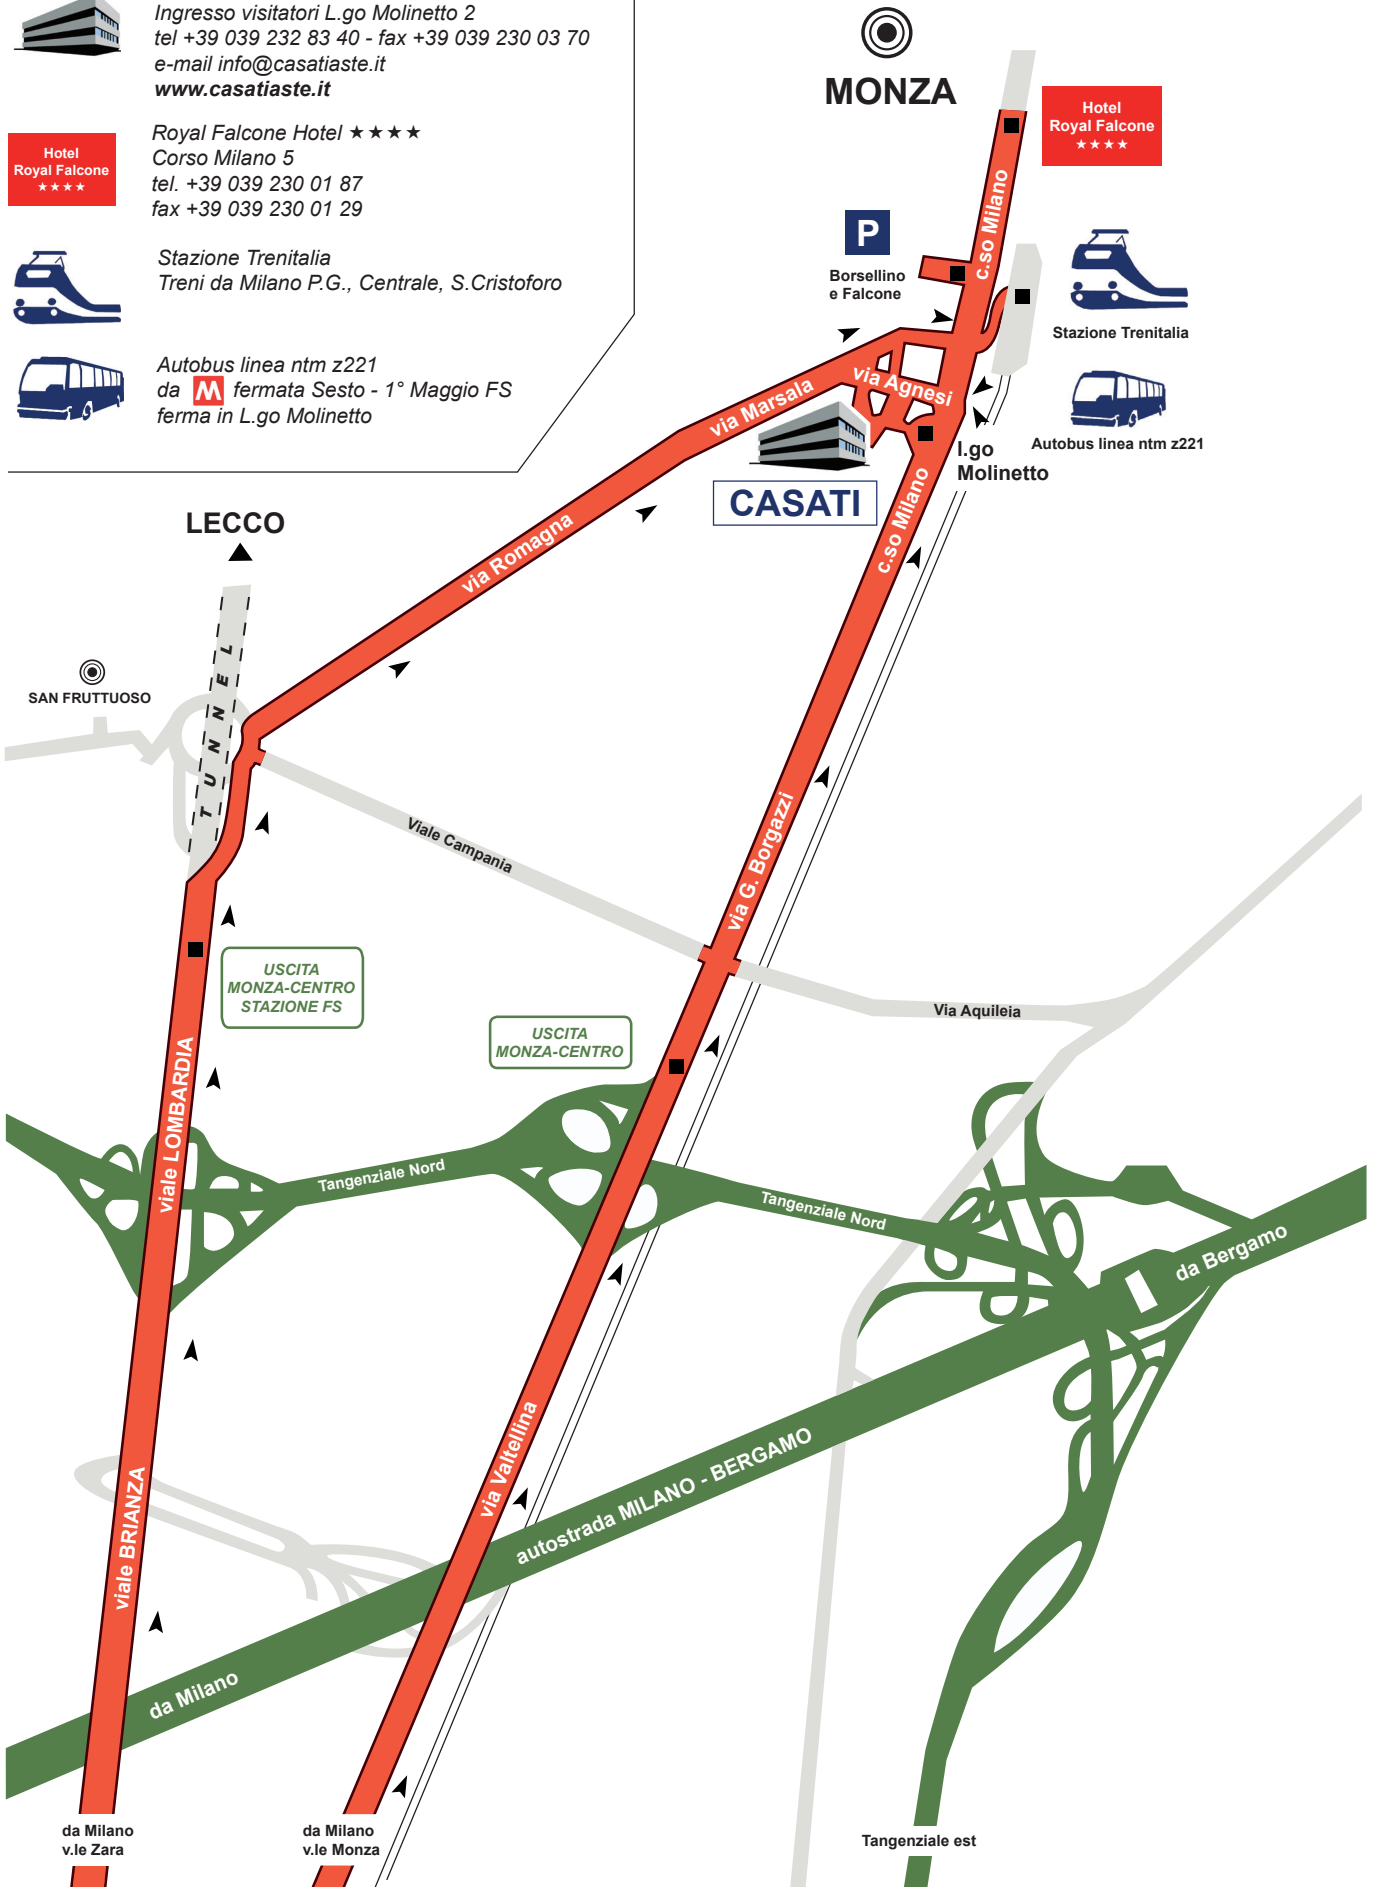 Ingresso visitatori L.go Molinetto 2
tel +39 039 232 83 40 - fax +39 039 230 03 70
e-mail info@casatiaste.it
www.casatiaste.it
Hotel
Royal Falcone
★★★★
Royal Falcone Hotel ★★★★
Corso Milano 5
tel. +39 039 230 01 87
fax +39 039 230 01 29
Stazione Trenitalia
Treni da Milano P.G., Centrale, S.Cristoforo
Autobus linea ntm z221
da M fermata Sesto - 1° Maggio FS
ferma in L.go Molinetto
MONZA
Hotel
Royal Falcone
★★★★
c.so Milano
P
Borsellino
e Falcone
Stazione Trenitalia
via Agnesi
via Marsala
Autobus linea ntm z221
l.go
Molinetto
CASATI
c.so Milano
LECCO
via Romagna
TUNNEL
SAN FRUTTUOSO
Viale Campania
via G. Borgazzi
USCITA
MONZA-CENTRO
STAZIONE FS
USCITA
MONZA-CENTRO
Via Aquileia
viale LOMBARDIA
Tangenziale Nord
Tangenziale Nord
da Bergamo
via Valtellina
autostrada MILANO - BERGAMO
viale BRIANZA
da Milano
da Milano
v.le Zara
da Milano
v.le Monza
Tangenziale est